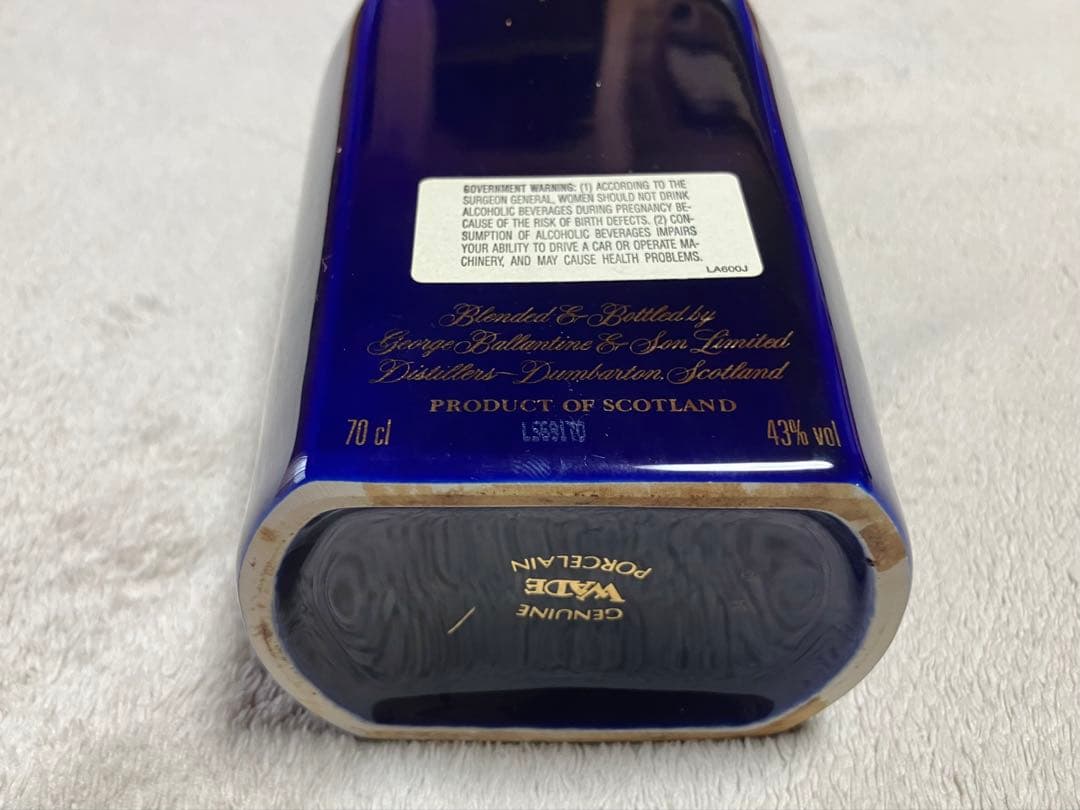 GOVERNMENT WARNING: (1) ACCORDING TO THE
SURGEON GENERAL, WOMEN SHOULD NOT DRINK
ALCOHOLIC BEVERAGES DURING PREGNANCY BE-
CAUSE OF THE RISK OF BIRTH DEFECTS. (2) CON-
SUMPTION OF ALCOHOLIC BEVERAGES IMPAIRS
YOUR ABILITY TO DRIVE A CAR OR OPERATE MA-
CHINERY, AND MAY CAUSE HEALTH PROBLEMS.
LA600J
Blended & Bottled by
George Ballantine & Son Limited
Distillers - Dumbarton, Scotland
PRODUCT OF SCOTLAND
70 cl
43% vol
GENUINE
WADE
PORCELAIN